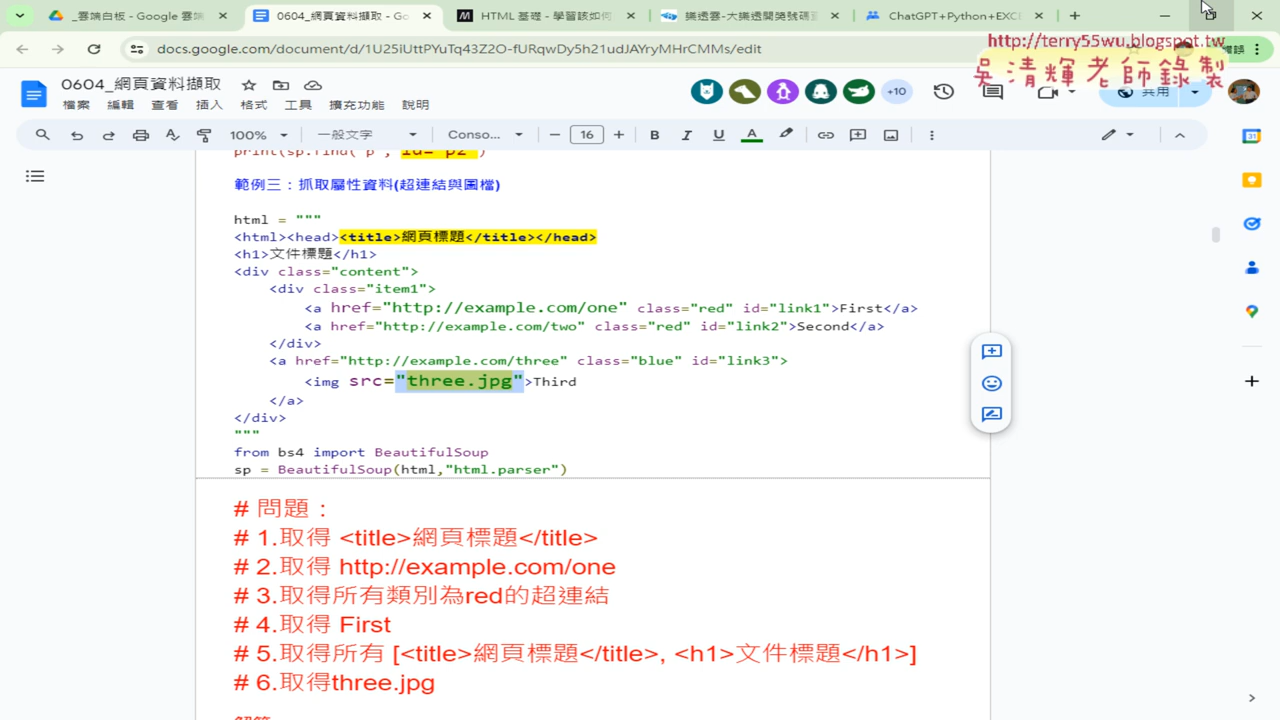 _雲端白板 - Google 雲端
0604_網頁資料擷取 - Go
HTML 基礎 - 學習該如何
樂透雲-大樂透開獎號碼
ChatGPT+Python+EXCE
docs.google.com/document/d/1U25iUttPYuTq43Z2O-fURqwDy5h21udJAYryMHrCMMs/edit
http://terry55wu.blogspot.tw
吳清輝老師錄製
0604_網頁資料擷取
檔案 編輯 查看 插入 格式 工具 擴充功能 說明
+10
共用
100% 一般文字 Conso... 16 B I U A
print(sp.find("p", id="p2")
範例三：抓取屬性資料(超連結與圖檔)
html = """
<html><head><title>網頁標題</title></head>
<h1>文件標題</h1>
<div class="content">
<div class="item1">
<a href="http://example.com/one" class="red" id="link1">First</a>
<a href="http://example.com/two" class="red" id="link2">Second</a>
</div>
<a href="http://example.com/three" class="blue" id="link3">
<img src="three.jpg">Third
</a>
</div>
"""
from bs4 import BeautifulSoup
sp = BeautifulSoup(html,"html.parser")
# 問題：
# 1.取得 <title>網頁標題</title>
# 2.取得 http://example.com/one
# 3.取得所有類別為red的超連結
# 4.取得 First
# 5.取得所有 [<title>網頁標題</title>, <h1>文件標題</h1>]
# 6.取得three.jpg